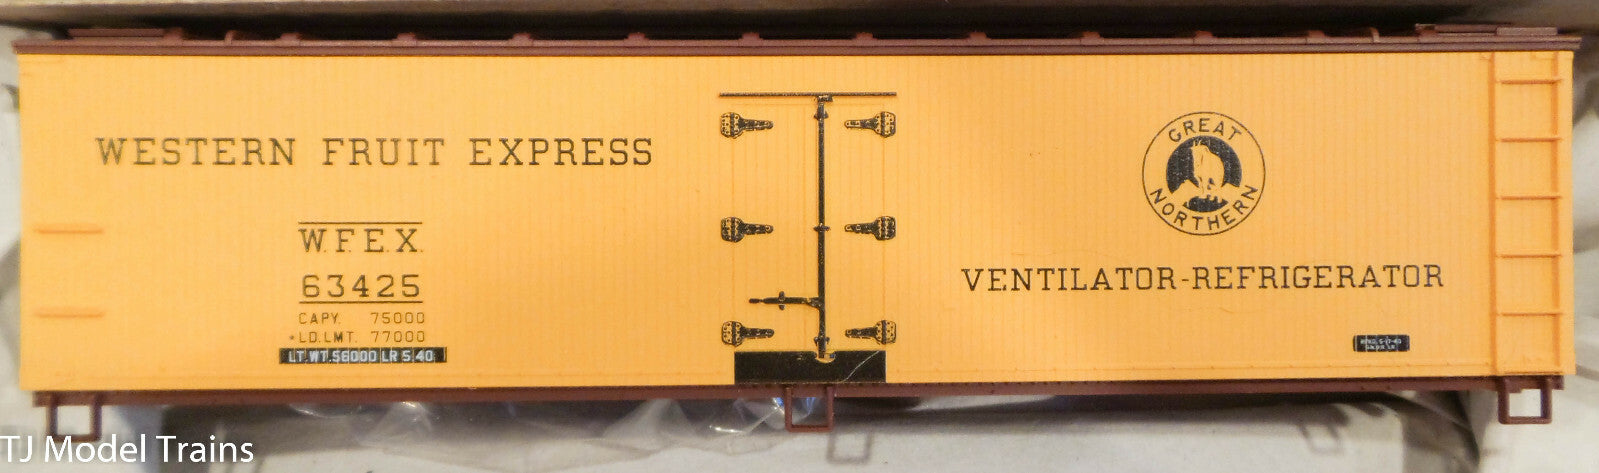 WESTERN FRUIT EXPRESS
W.F.E.X.
63425
CAPY. 75000
*LD.LMT. 77000
LT.WT.56000 LR 5 40
GREAT
NORTHERN
VENTILATOR-REFRIGERATOR
TJ Model Trains